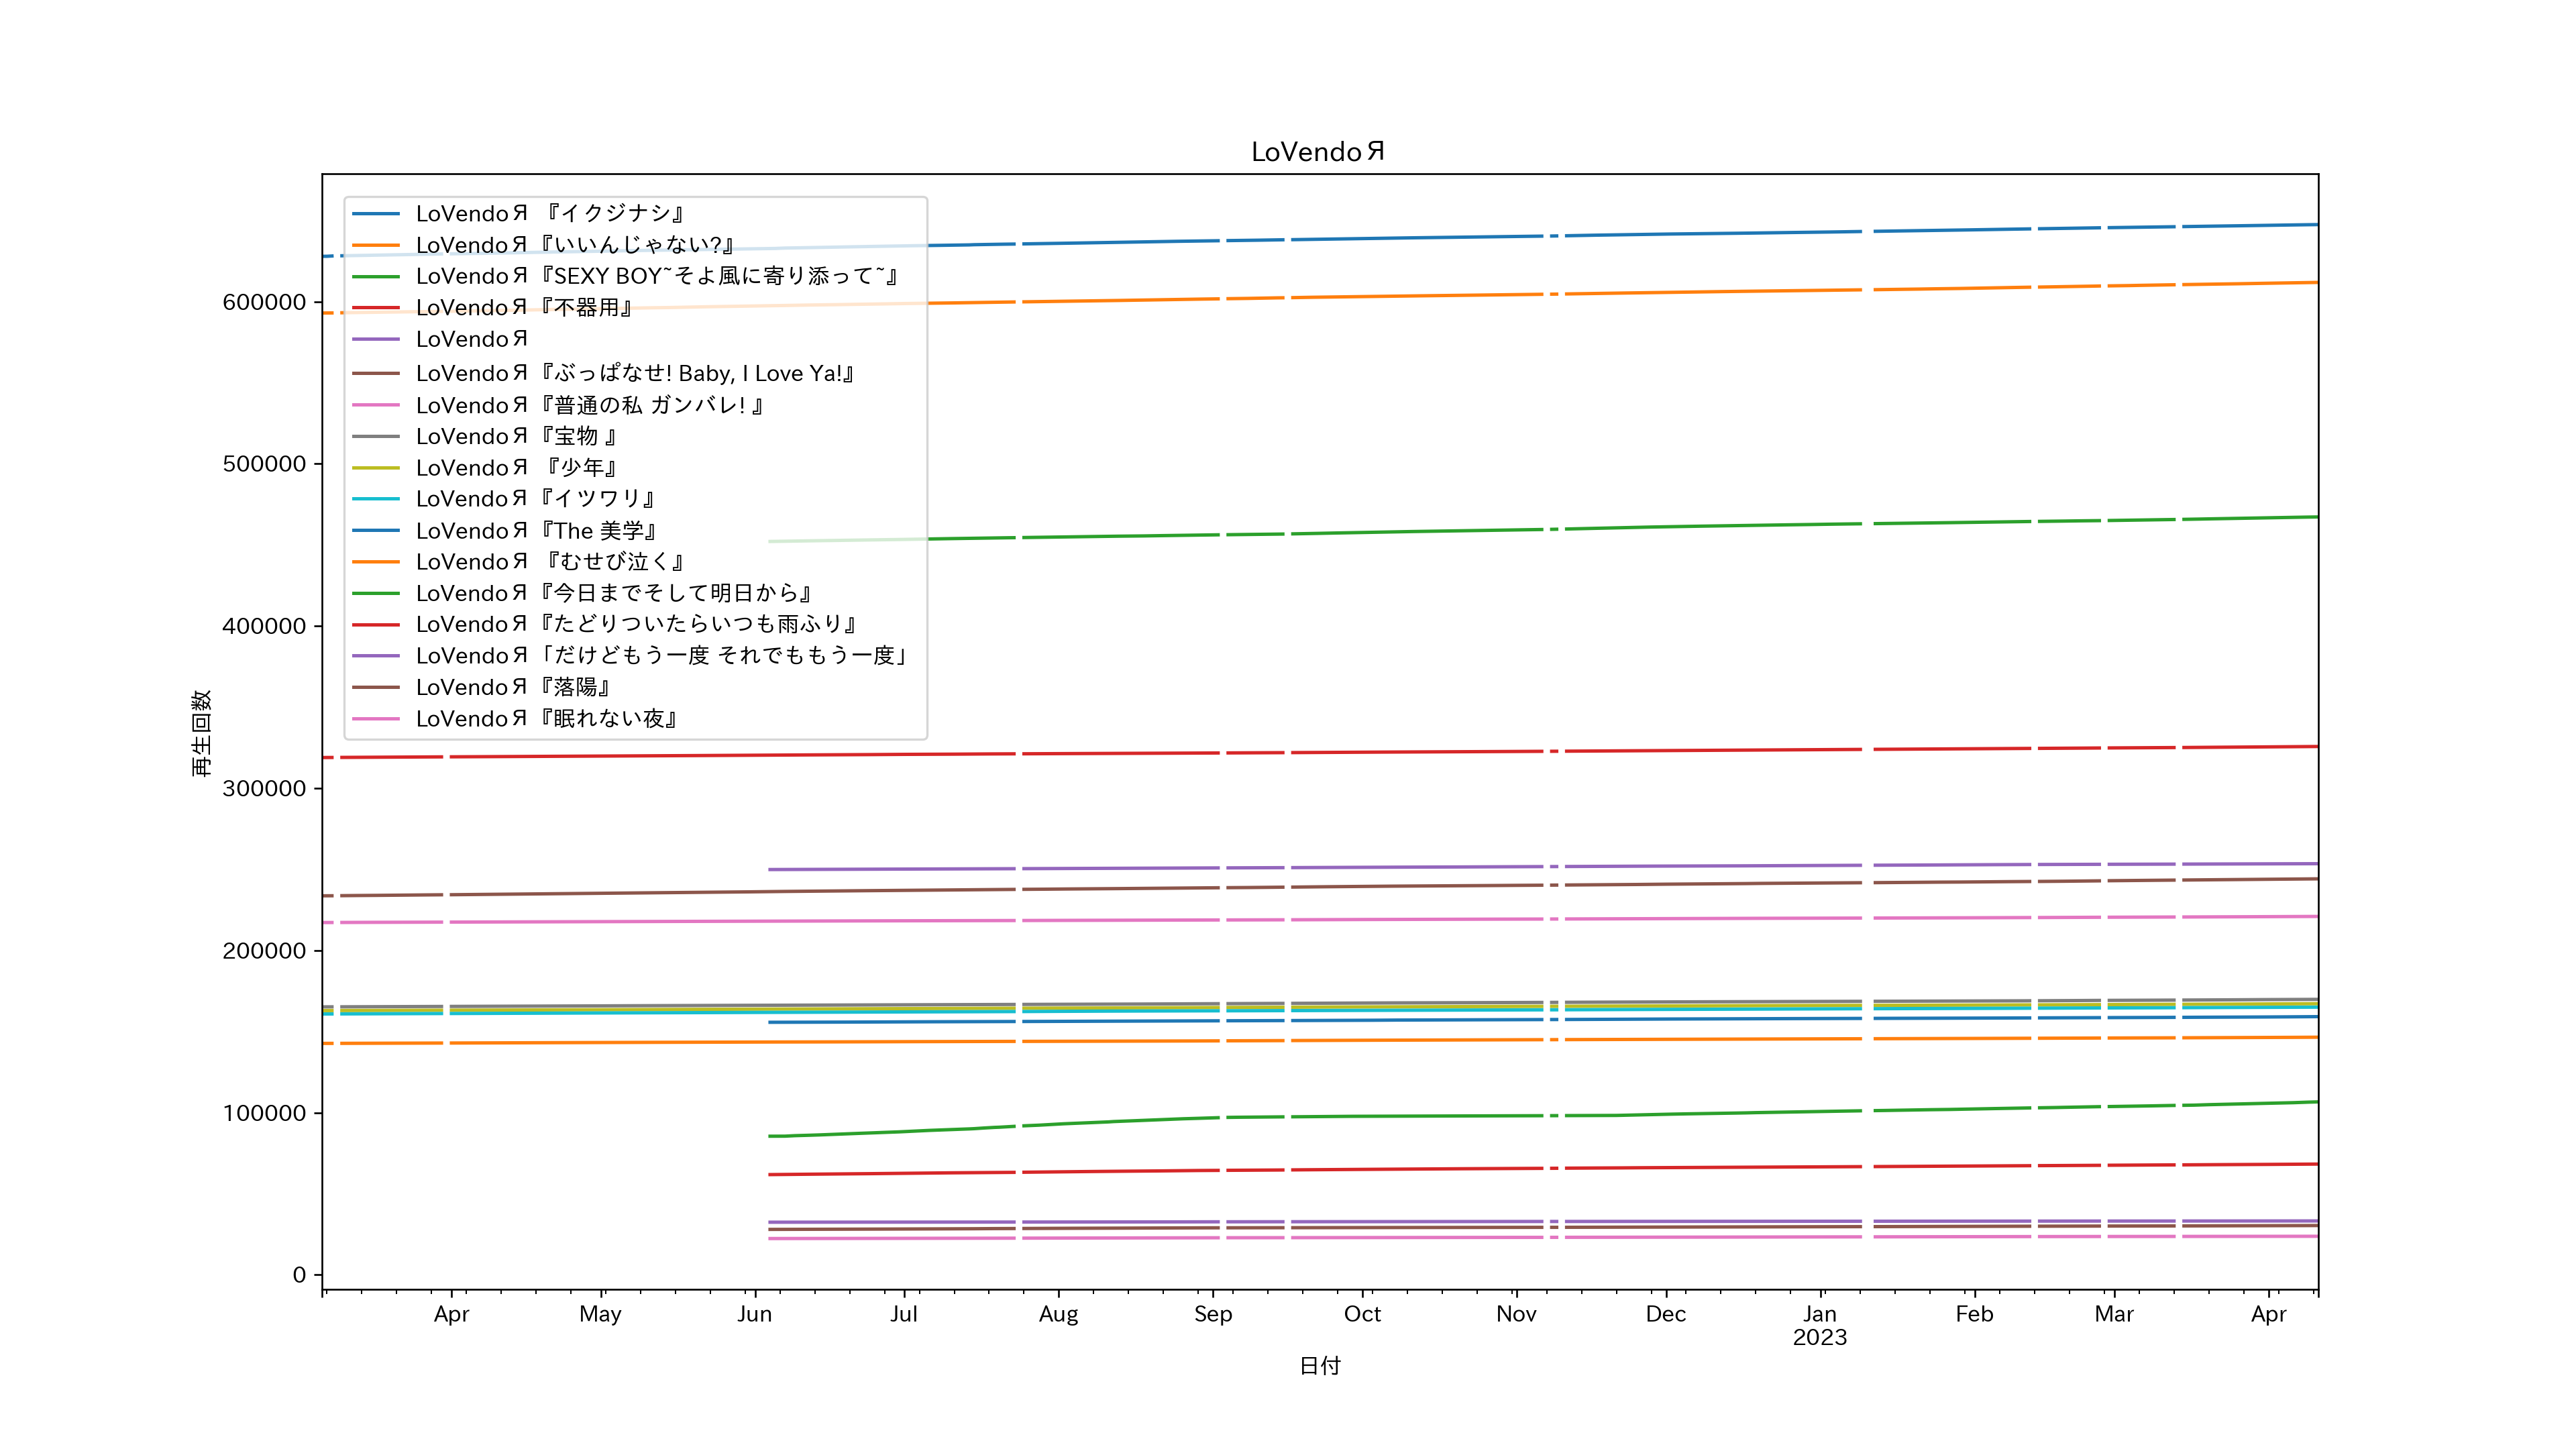 LoVendoЯ
LoVendoЯ 『イクジナシ』
LoVendoЯ『いいんじゃない?』
LoVendoЯ『SEXY BOY~そよ風に寄り添って~』
LoVendoЯ『不器用』
LoVendoЯ
LoVendoЯ『ぶっぱなせ! Baby, I Love Ya!』
LoVendoЯ『普通の私 ガンバレ! 』
LoVendoЯ『宝物 』
LoVendoЯ 『少年』
LoVendoЯ『イツワリ』
LoVendoЯ『The 美学』
LoVendoЯ 『むせび泣く』
LoVendoЯ『今日までそして明日から』
LoVendoЯ『たどりついたらいつも雨ふり』
LoVendoЯ「だけどもう一度 それでももう一度」
LoVendoЯ『落陽』
LoVendoЯ『眠れない夜』
再生回数
600000
500000
400000
300000
200000
100000
0
Apr May Jun Jul Aug Sep Oct Nov Dec Jan Feb Mar Apr
2023
日付